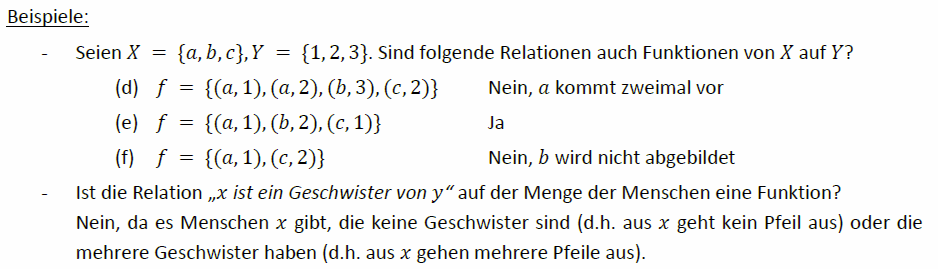 Beispiele:
- Seien X = {a, b, c}, Y = {1, 2, 3}. Sind folgende Relationen auch Funktionen von X auf Y?
(d) f = {(a, 1), (a, 2), (b, 3), (c, 2)} Nein, a kommt zweimal vor
(e) f = {(a, 1), (b, 2), (c, 1)} Ja
(f) f = {(a, 1), (c, 2)} Nein, b wird nicht abgebildet
- Ist die Relation „x ist ein Geschwister von y“ auf der Menge der Menschen eine Funktion?
Nein, da es Menschen x gibt, die keine Geschwister sind (d.h. aus x geht kein Pfeil aus) oder die
mehrere Geschwister haben (d.h. aus x gehen mehrere Pfeile aus).